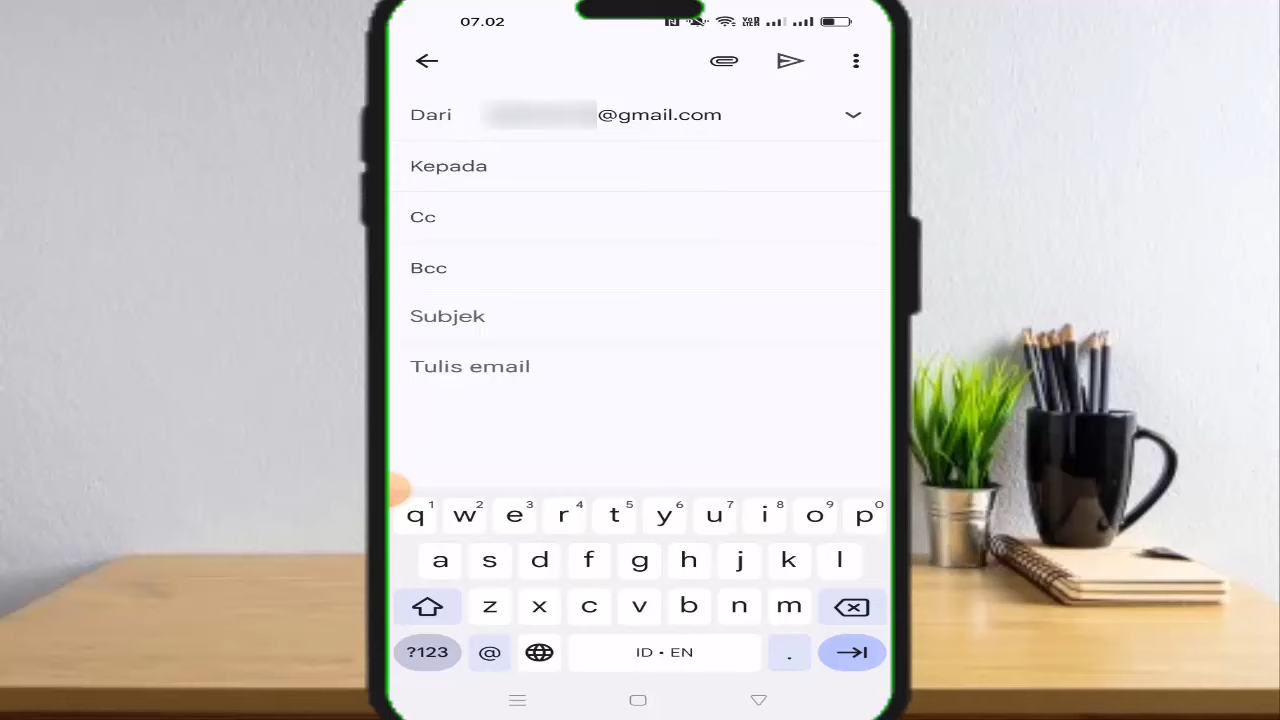 07.02
Dari @gmail.com
Kepada
Cc
Bcc
Subjek
Tulis email
q1 w2 e3 r4 t5 y6 u7 i8 o9 p0
a s d f g h j k l
z x c v b n m
?123 @ ID • EN .